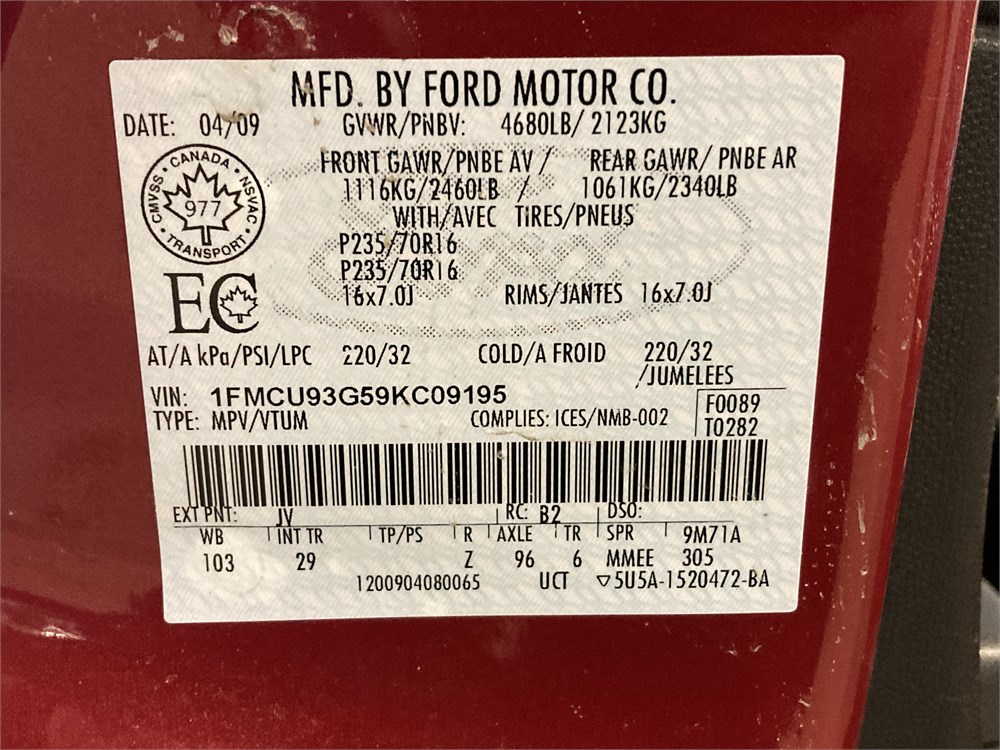 MFD. BY FORD MOTOR CO.
DATE: 04/09 GVWR/PNBV: 4680LB/ 2123KG
FRONT GAWR/PNBE AV / REAR GAWR/ PNBE AR
1116KG/2460LB / 1061KG/2340LB
WITH/AVEC TIRES/PNEUS
CMVSS • CANADA • NSVAC • TRANSPORT •
977
P235/70R16
P235/70R16
16x7.0J RIMS/JANTES 16x7.0J
EC
AT/A kPa/PSI/LPC 220/32 COLD/A FROID 220/32
/JUMELEES
VIN: 1FMCU93G59KC09195
F0089
TYPE: MPV/VTUM COMPLIES: ICES/NMB-002
T0282
EXT PNT: JV RC: B2 DSO:
WB INT TR TP/PS R AXLE TR SPR 9M71A
103 29 Z 96 6 MMEE 305
1200904080065 UCT ▽5U5A-1520472-BA